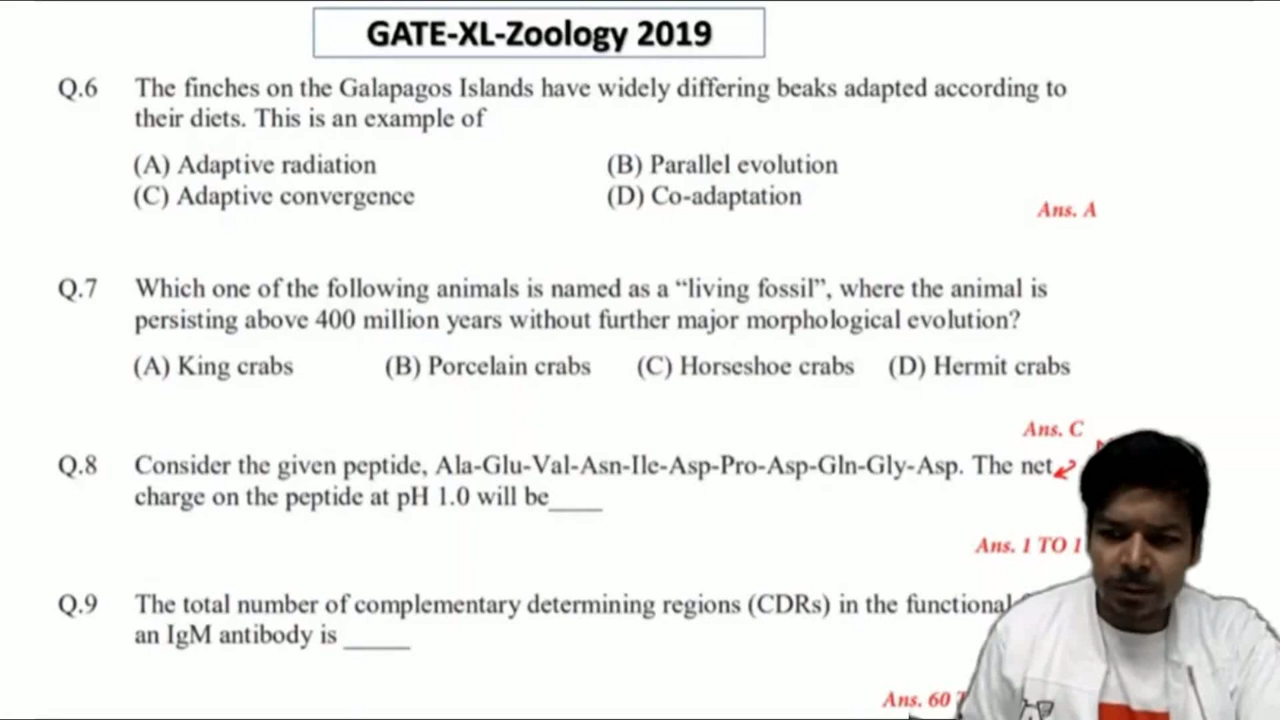 GATE-XL-Zoology 2019
Q.6 The finches on the Galapagos Islands have widely differing beaks adapted according to
their diets. This is an example of
(A) Adaptive radiation (B) Parallel evolution
(C) Adaptive convergence (D) Co-adaptation
Ans. A
Q.7 Which one of the following animals is named as a “living fossil”, where the animal is
persisting above 400 million years without further major morphological evolution?
(A) King crabs (B) Porcelain crabs (C) Horseshoe crabs (D) Hermit crabs
Ans. C
Q.8 Consider the given peptide, Ala-Glu-Val-Asn-Ile-Asp-Pro-Asp-Gln-Gly-Asp. The net
charge on the peptide at pH 1.0 will be____
Ans. 1 TO 1
Q.9 The total number of complementary determining regions (CDRs) in the functional
an IgM antibody is _____
Ans. 60